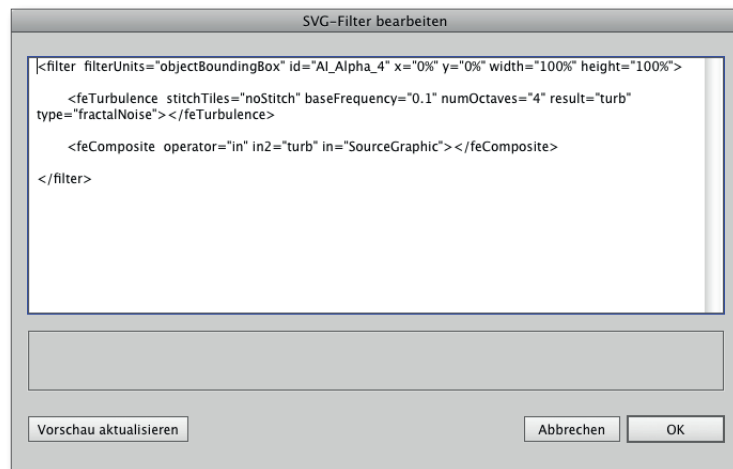 SVG-Filter bearbeiten
<filter filterUnits="objectBoundingBox" id="AI_Alpha_4" x="0%" y="0%" width="100%" height="100%">
<feTurbulence stitchTiles="noStitch" baseFrequency="0.1" numOctaves="4" result="turb"
type="fractalNoise"></feTurbulence>
<feComposite operator="in" in2="turb" in="SourceGraphic"></feComposite>
</filter>
Vorschau aktualisieren
Abbrechen
OK